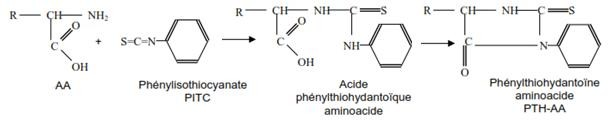 R CH NH₂ R CH NH C S R CH NH C S
C O S=C=N C O NH C N
OH OH O
+
AA Phénylisothiocyanate PITC Acide phénylthiohydantoïque aminoacide Phénylthiohydantoïne aminoacide PTH-AA